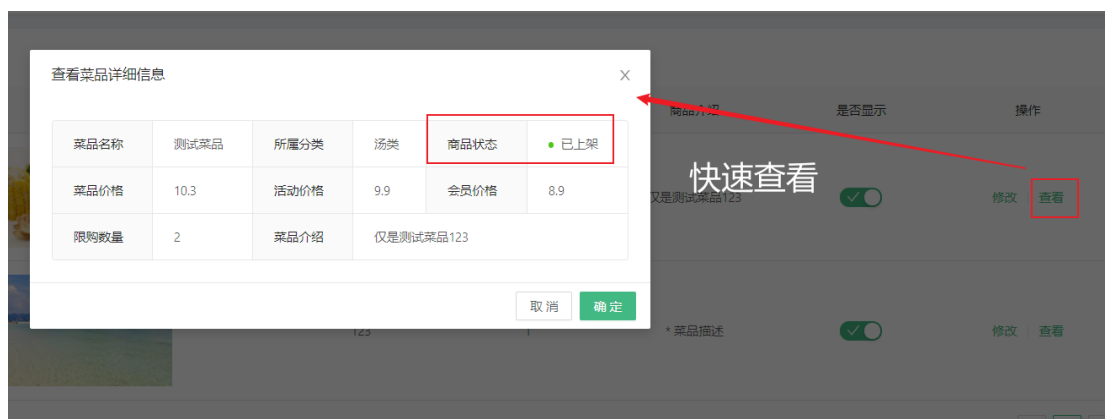 查看菜品详细信息
商品介绍 是否显示 操作
菜品名称 测试菜品 所属分类 汤类 商品状态 已上架
菜品价格 10.3 活动价格 9.9 会员价格 8.9
快速查看
仅是测试菜品123 修改 查看
限购数量 2 菜品介绍 仅是测试菜品123
取消 确定
123 1 * 菜品描述 修改 查看